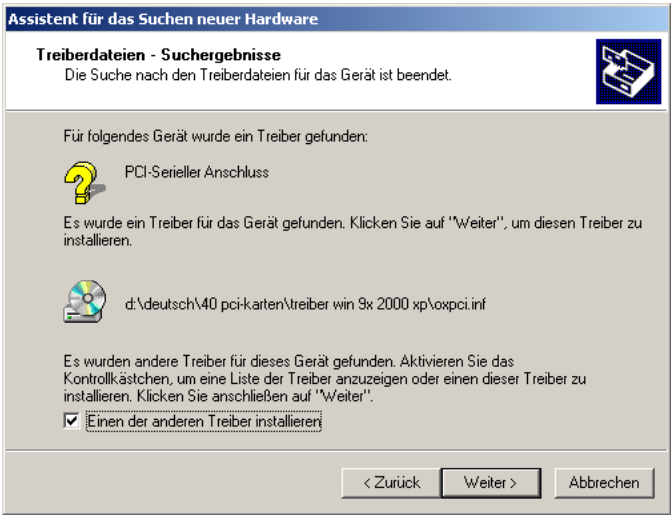 Assistent für das Suchen neuer Hardware
Treiberdateien - Suchergebnisse
Die Suche nach den Treiberdateien für das Gerät ist beendet.
Für folgendes Gerät wurde ein Treiber gefunden:
PCI-Serieller Anschluss
Es wurde ein Treiber für das Gerät gefunden. Klicken Sie auf "Weiter", um diesen Treiber zu
installieren.
d:\deutsch\40 pci-karten\treiber win 9x 2000 xp\oxpci.inf
Es wurden andere Treiber für dieses Gerät gefunden. Aktivieren Sie das
Kontrollkästchen, um eine Liste der Treiber anzuzeigen oder einen dieser Treiber zu
installieren. Klicken Sie anschließen auf "Weiter".
Einen der anderen Treiber installieren
< Zurück Weiter > Abbrechen